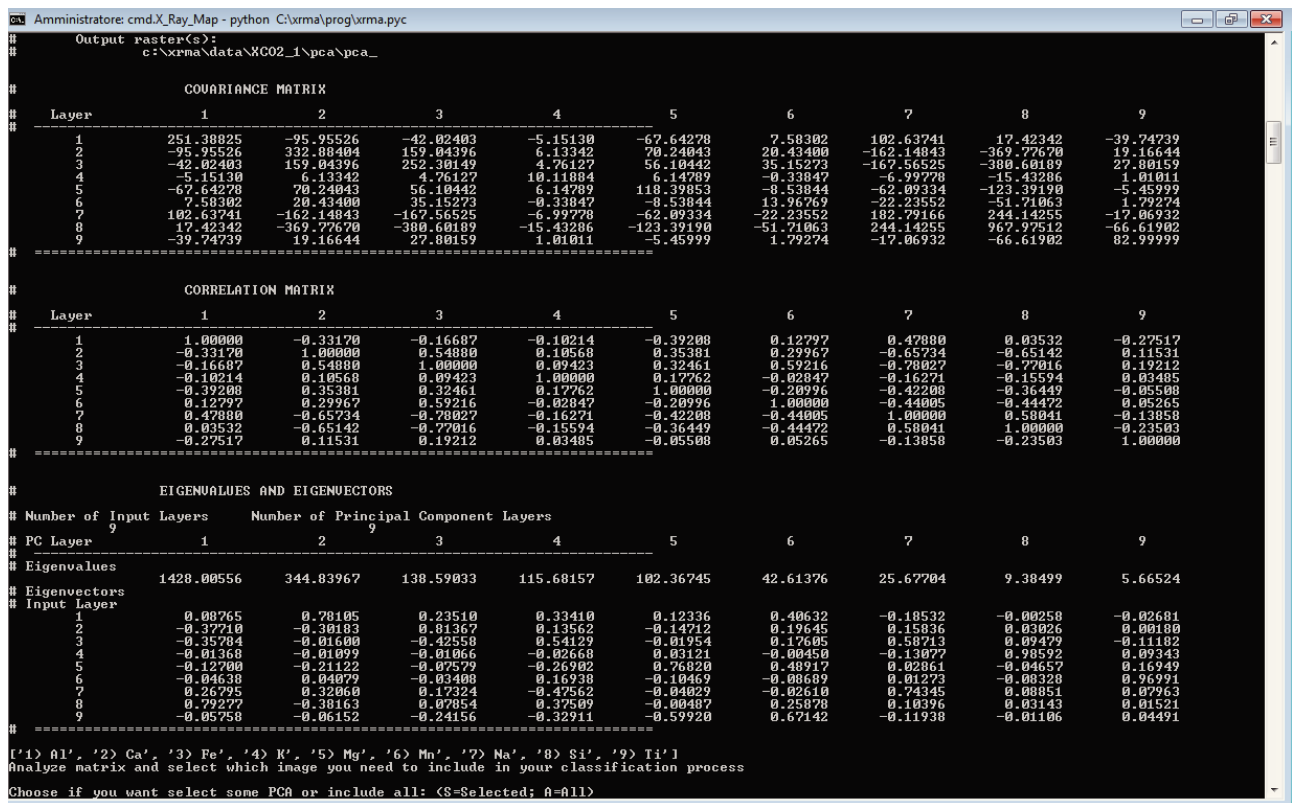 Amministratore: cmd.X_Ray_Map - python C:\xrma\prog\xrma.pyc
# Output raster(s):
# c:\xrma\data\XCO2_1\pca\pca_
# COVARIANCE MATRIX
# Layer 1 2 3 4 5 6 7 8 9
# ---------------------------------------------------------------------------
1 251.38825 -95.95526 -42.02403 -5.15130 -67.64278 7.58302 102.63741 17.42342 -39.74739
2 -95.95526 332.88404 159.04396 6.13342 70.24043 20.43400 -162.14843 -369.77670 19.16644
3 -42.02403 159.04396 252.30149 4.76127 56.10442 35.15273 -167.56525 -380.60189 27.80159
4 -5.15130 6.13342 4.76127 10.11884 6.14789 -0.33847 -6.99778 -15.43286 1.01011
5 -67.64278 70.24043 56.10442 6.14789 118.39853 -8.53844 -62.09334 -123.39190 -5.45999
6 7.58302 20.43400 35.15273 -0.33847 -8.53844 13.96769 -22.23552 -51.71063 1.79274
7 102.63741 -162.14843 -167.56525 -6.99778 -62.09334 -22.23552 182.79166 244.14255 -17.06932
8 17.42342 -369.77670 -380.60189 -15.43286 -123.39190 -51.71063 244.14255 967.97512 -66.61902
9 -39.74739 19.16644 27.80159 1.01011 -5.45999 1.79274 -17.06932 -66.61902 82.99999
# ===========================================================================
# CORRELATION MATRIX
# Layer 1 2 3 4 5 6 7 8 9
# ---------------------------------------------------------------------------
1 1.00000 -0.33170 -0.16687 -0.10214 -0.39208 0.12797 0.47880 0.03532 -0.27517
2 -0.33170 1.00000 0.54880 0.10568 0.35381 0.29967 -0.65734 -0.65142 0.11531
3 -0.16687 0.54880 1.00000 0.09423 0.32461 0.59216 -0.78027 -0.77016 0.19212
4 -0.10214 0.10568 0.09423 1.00000 0.17762 -0.02847 -0.16271 -0.15594 0.03485
5 -0.39208 0.35381 0.32461 0.17762 1.00000 -0.20996 -0.42208 -0.36449 -0.05508
6 0.12797 0.29967 0.59216 -0.02847 -0.20996 1.00000 -0.44005 -0.44472 0.05265
7 0.47880 -0.65734 -0.78027 -0.16271 -0.42208 -0.44005 1.00000 0.58041 -0.13858
8 0.03532 -0.65142 -0.77016 -0.15594 -0.36449 -0.44472 0.58041 1.00000 -0.23503
9 -0.27517 0.11531 0.19212 0.03485 -0.05508 0.05265 -0.13858 -0.23503 1.00000
# ===========================================================================
# EIGENVALUES AND EIGENVECTORS
# Number of Input Layers Number of Principal Component Layers
9 9
# PC Layer 1 2 3 4 5 6 7 8 9
# ---------------------------------------------------------------------------
# Eigenvalues
1428.00556 344.83967 138.59033 115.68157 102.36745 42.61376 25.67704 9.38499 5.66524
# Eigenvectors
# Input Layer
1 0.08765 0.78105 0.23510 0.33410 0.12336 0.40632 -0.18532 -0.00258 -0.02681
2 -0.37710 -0.30183 0.81367 0.13562 -0.14712 0.19645 0.15836 0.03026 0.00180
3 -0.35784 -0.01600 -0.42558 0.54129 -0.01954 0.17605 0.58713 0.09479 -0.11182
4 -0.01368 -0.01099 -0.01066 -0.02668 0.03121 -0.00450 -0.13077 0.98592 0.09343
5 -0.12700 -0.21122 -0.07579 -0.26902 0.76820 0.48917 0.02861 -0.04657 0.16949
6 -0.04638 0.04079 -0.03408 0.16938 -0.10469 -0.08689 0.01273 -0.08328 0.96991
7 0.26795 0.32060 0.17324 -0.47562 -0.04029 -0.02610 0.74345 0.08851 0.07963
8 0.79277 -0.38163 0.07854 0.37509 -0.00487 0.25878 0.10396 0.03143 0.01521
9 -0.05758 -0.06152 -0.24156 -0.32911 -0.59920 0.67142 -0.11938 -0.01106 0.04491
# ===========================================================================
['1) Al', '2) Ca', '3) Fe', '4) K', '5) Mg', '6) Mn', '7) Na', '8) Si', '9) Ti']
Analyze matrix and select which image you need to include in your classification process
Choose if you want select some PCA or include all: (S=Selected; A=All)